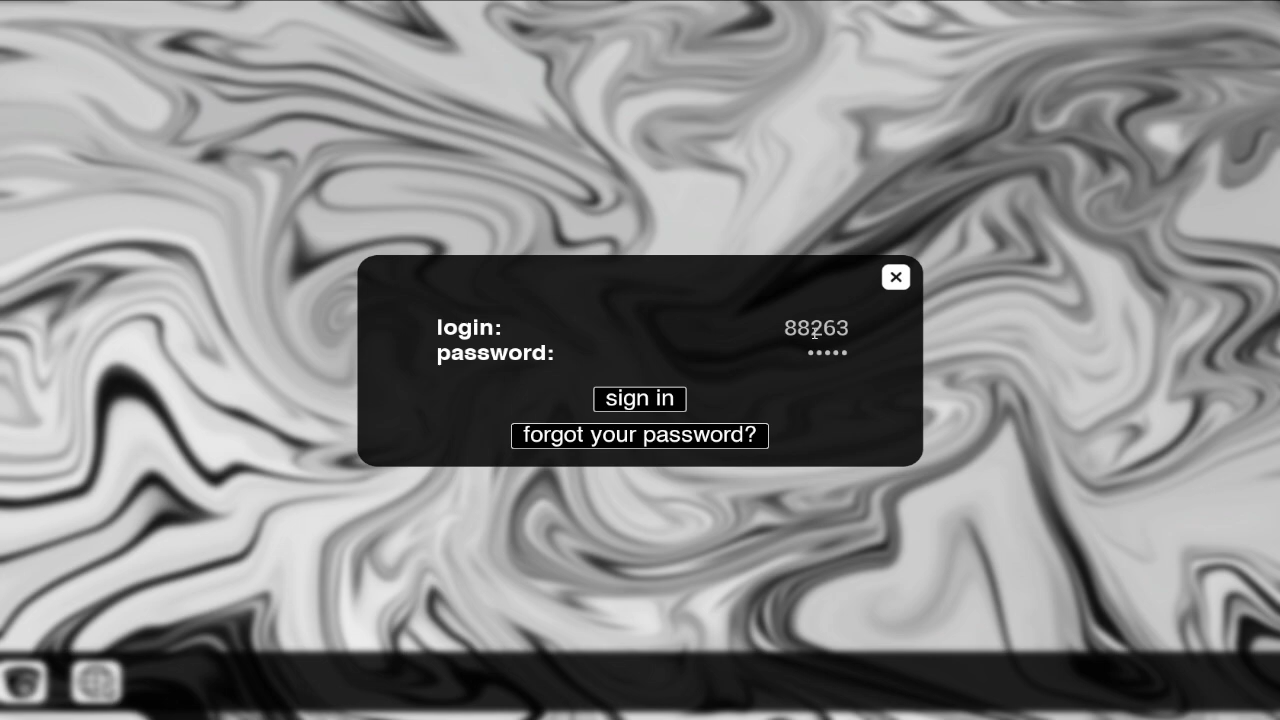 login: 88263
password: •••••
sign in
forgot your password?